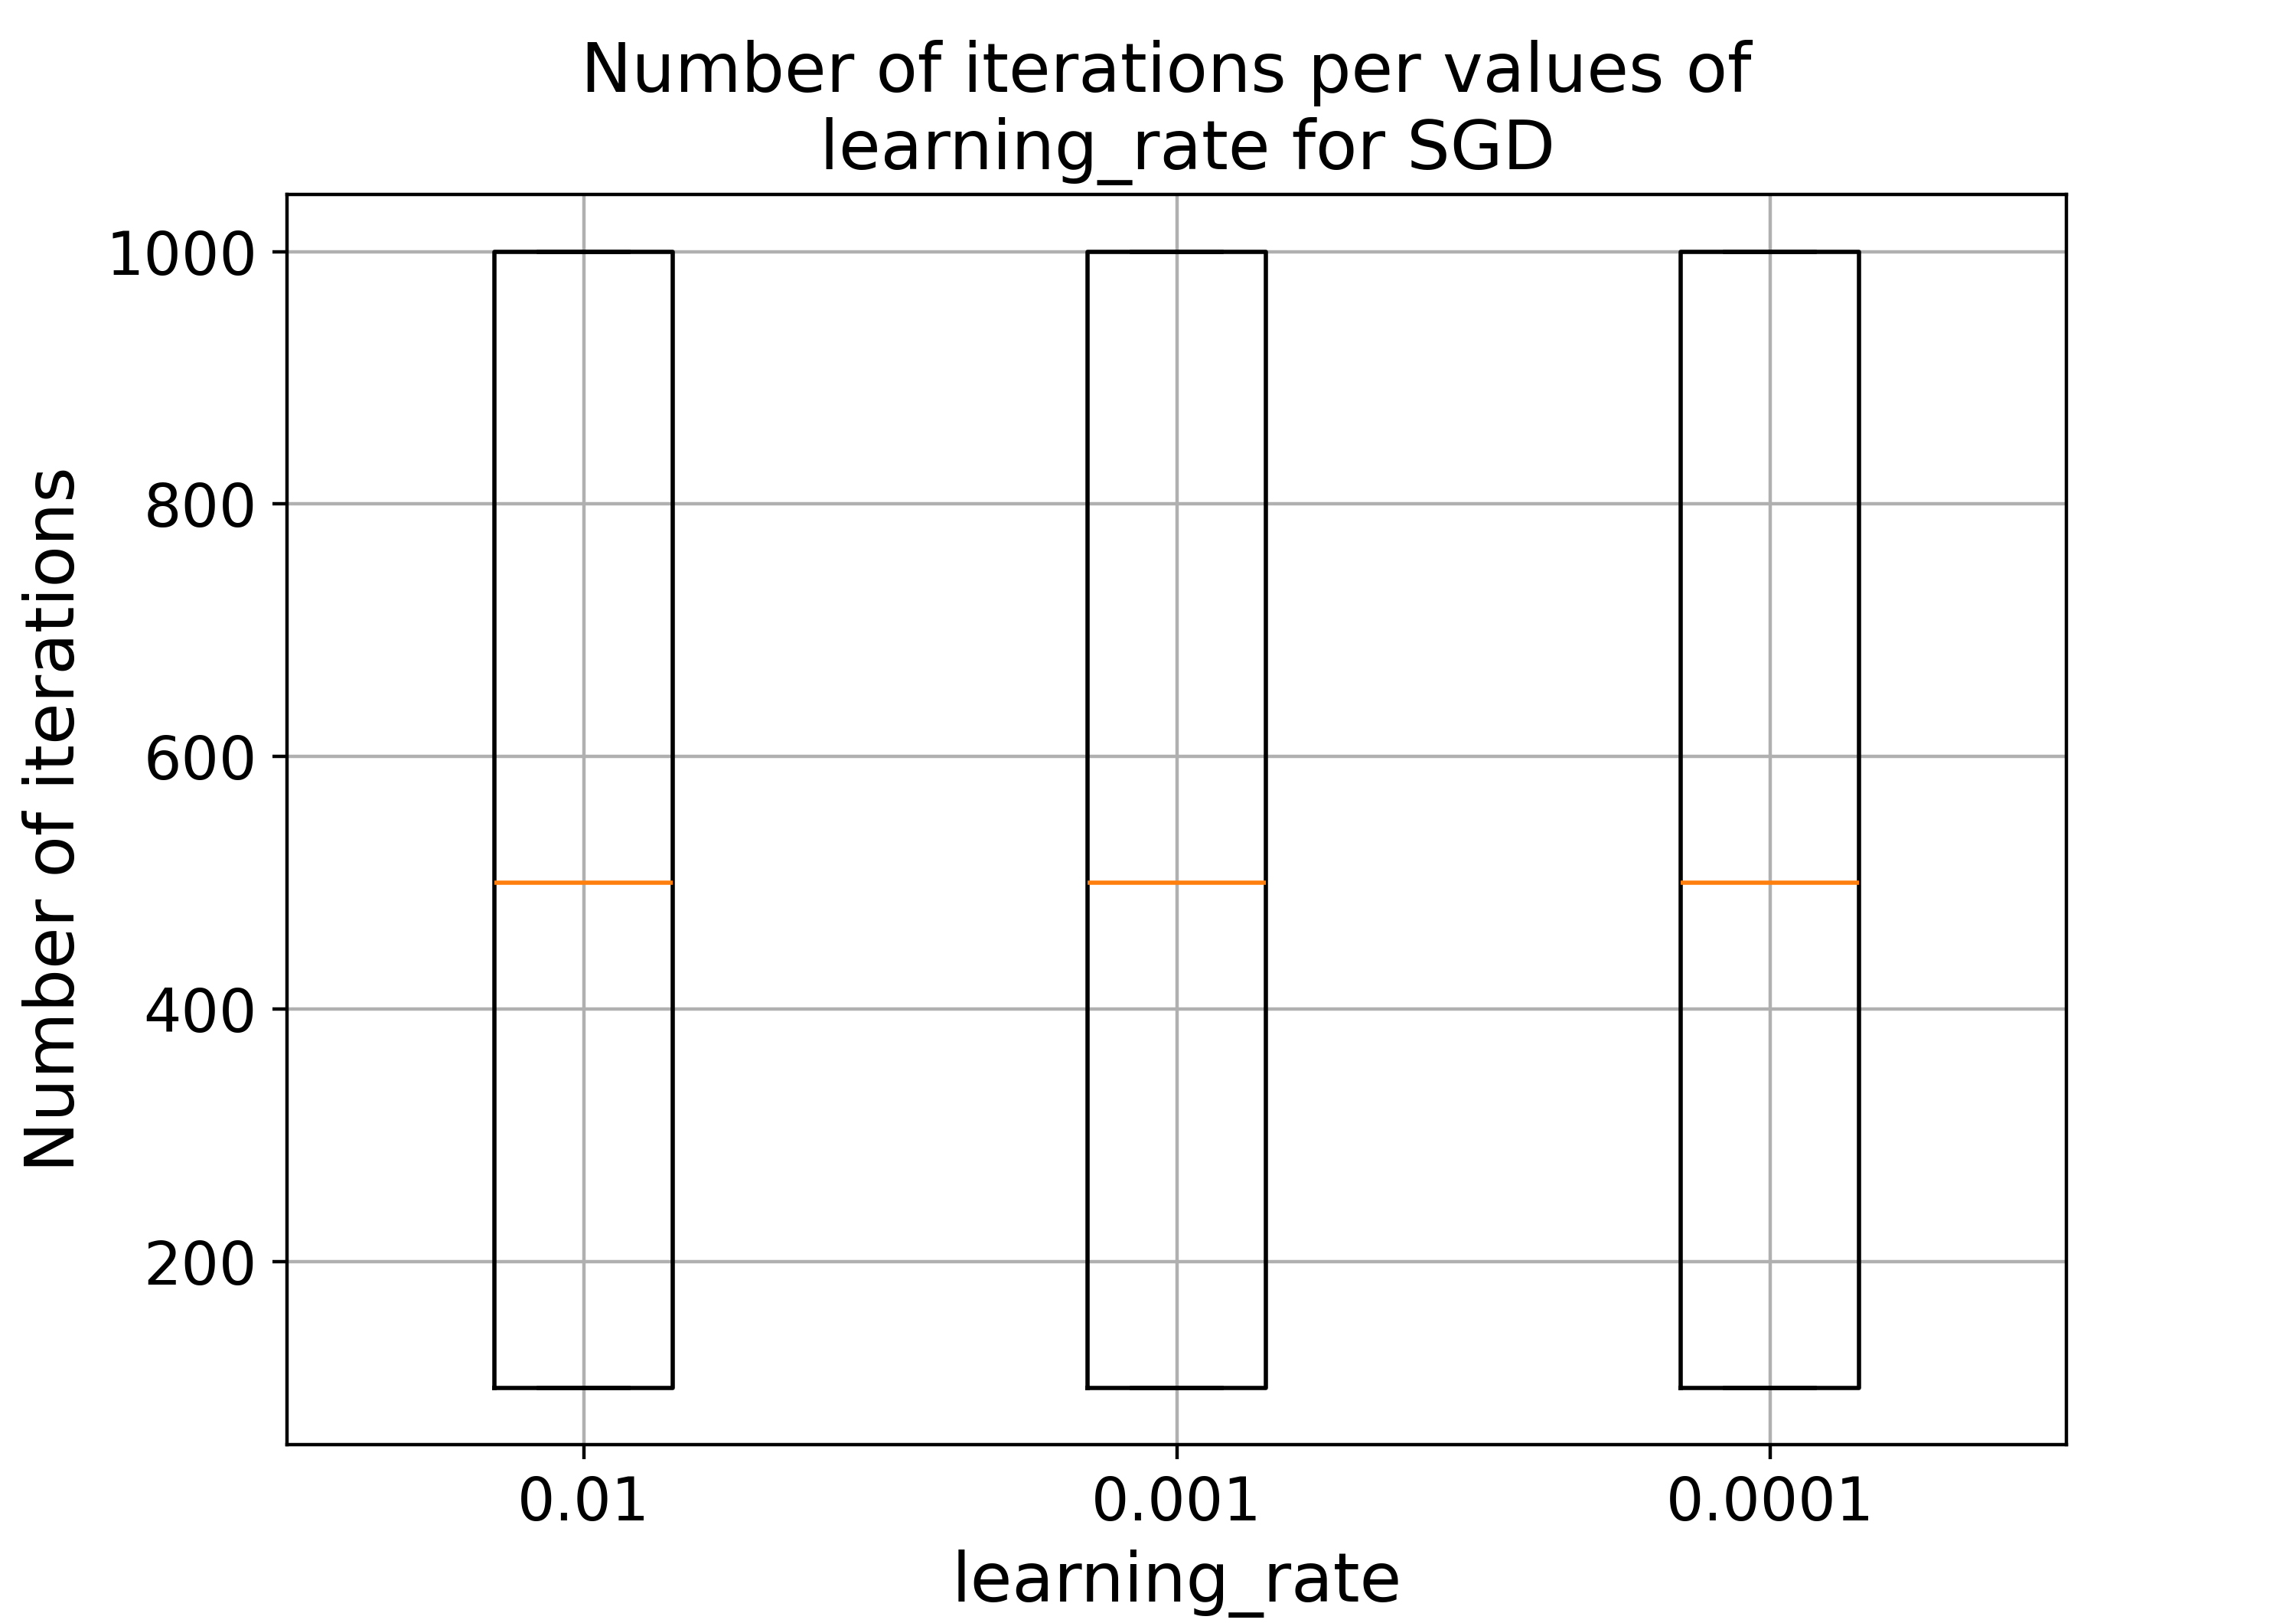 Number of iterations per values of
learning_rate for SGD
Number of iterations
1000
800
600
400
200
0.01
0.001
0.0001
learning_rate